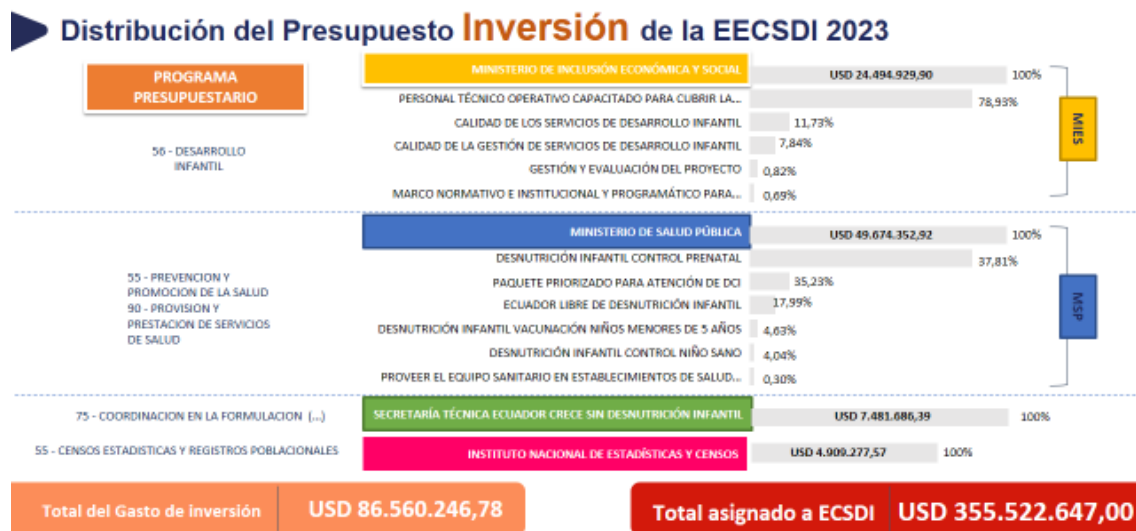 Distribución del Presupuesto Inversión de la EECSDI 2023
PROGRAMA
PRESUPUESTARIO
MINISTERIO DE INCLUSIÓN ECONÓMICA Y SOCIAL USD 24.494.929,90 100%
PERSONAL TÉCNICO OPERATIVO CAPACITADO PARA CUBRIR LA... 78,93%
CALIDAD DE LOS SERVICIOS DE DESARROLLO INFANTIL 11,73%
CALIDAD DE LA GESTIÓN DE SERVICIOS DE DESARROLLO INFANTIL 7,84%
GESTIÓN Y EVALUACIÓN DEL PROYECTO 0,82%
MARCO NORMATIVO E INSTITUCIONAL Y PROGRAMÁTICO PARA... 0,69%
56 - DESARROLLO
INFANTIL
MIES
MINISTERIO DE SALUD PÚBLICA USD 49.674.352,92 100%
DESNUTRICIÓN INFANTIL CONTROL PRENATAL 37,81%
PAQUETE PRIORIZADO PARA ATENCIÓN DE DCI 35,23%
ECUADOR LIBRE DE DESNUTRICIÓN INFANTIL 17,99%
DESNUTRICIÓN INFANTIL VACUNACIÓN NIÑOS MENORES DE 5 AÑOS 4,63%
DESNUTRICIÓN INFANTIL CONTROL NIÑO SANO 4,04%
PROVEER EL EQUIPO SANITARIO EN ESTABLECIMIENTOS DE SALUD... 0,30%
55 - PREVENCION Y
PROMOCION DE LA SALUD
90 - PROVISION Y
PRESTACION DE SERVICIOS
DE SALUD
MSP
75 - COORDINACION EN LA FORMULACION (...) SECRETARÍA TÉCNICA ECUADOR CRECE SIN DESNUTRICIÓN INFANTIL USD 7.481.686,39 100%
55 - CENSOS ESTADISTICAS Y REGISTROS POBLACIONALES INSTITUTO NACIONAL DE ESTADÍSTICAS Y CENSOS USD 4.909.277,57 100%
Total del Gasto de inversión USD 86.560.246,78
Total asignado a ECSDI USD 355.522.647,00